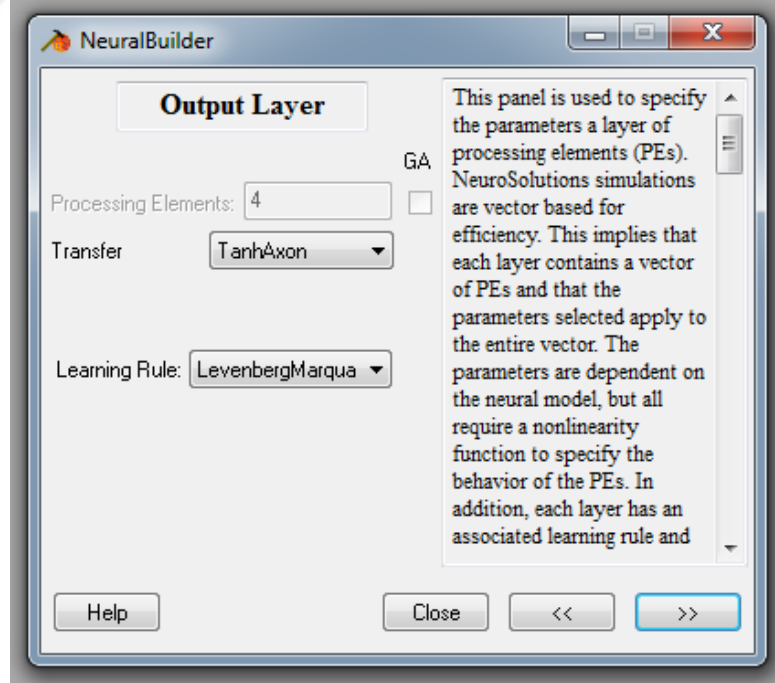 NeuralBuilder
Output Layer
GA
Processing Elements: 4
Transfer TanhAxon
Learning Rule: LevenbergMarqua
This panel is used to specify
the parameters a layer of
processing elements (PEs).
NeuroSolutions simulations
are vector based for
efficiency. This implies that
each layer contains a vector
of PEs and that the
parameters selected apply to
the entire vector. The
parameters are dependent on
the neural model, but all
require a nonlinearity
function to specify the
behavior of the PEs. In
addition, each layer has an
associated learning rule and
Help Close << >>